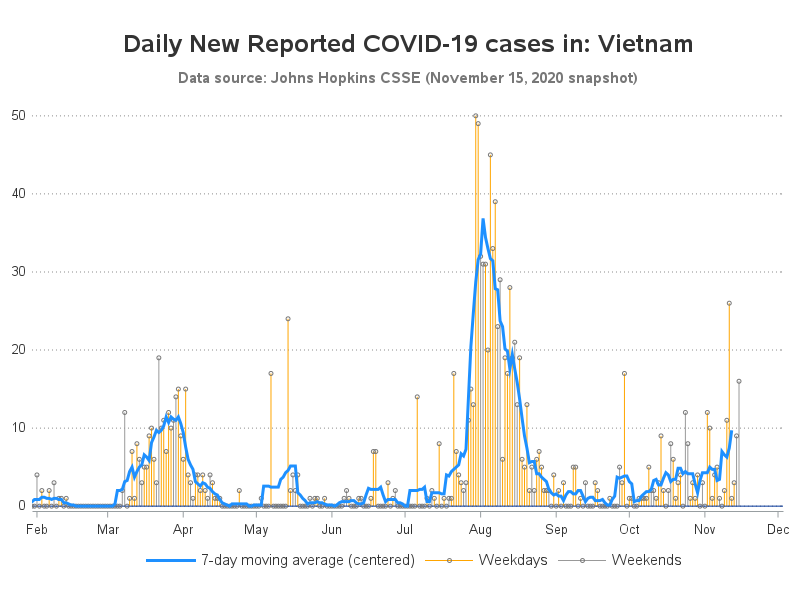 Daily New Reported COVID-19 cases in: Vietnam
Data source: Johns Hopkins CSSE (November 15, 2020 snapshot)
50
40
30
20
10
0
Feb Mar Apr May Jun Jul Aug Sep Oct Nov Dec
7-day moving average (centered) Weekdays Weekends